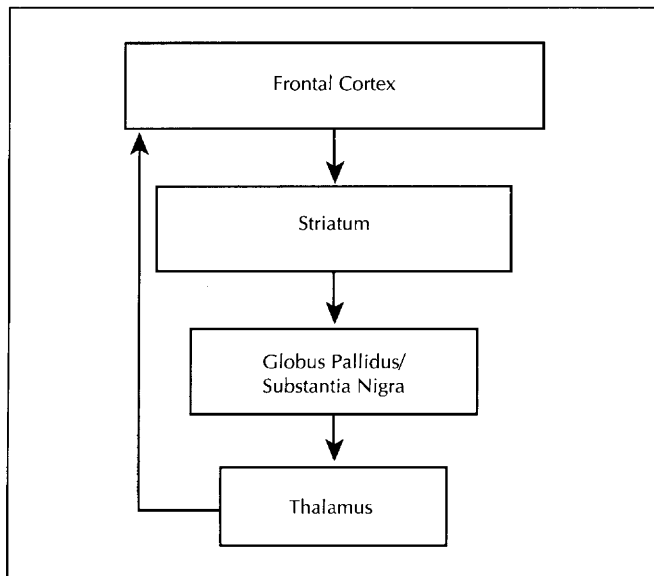 Frontal Cortex
Striatum
Globus Pallidus/
Substantia Nigra
Thalamus